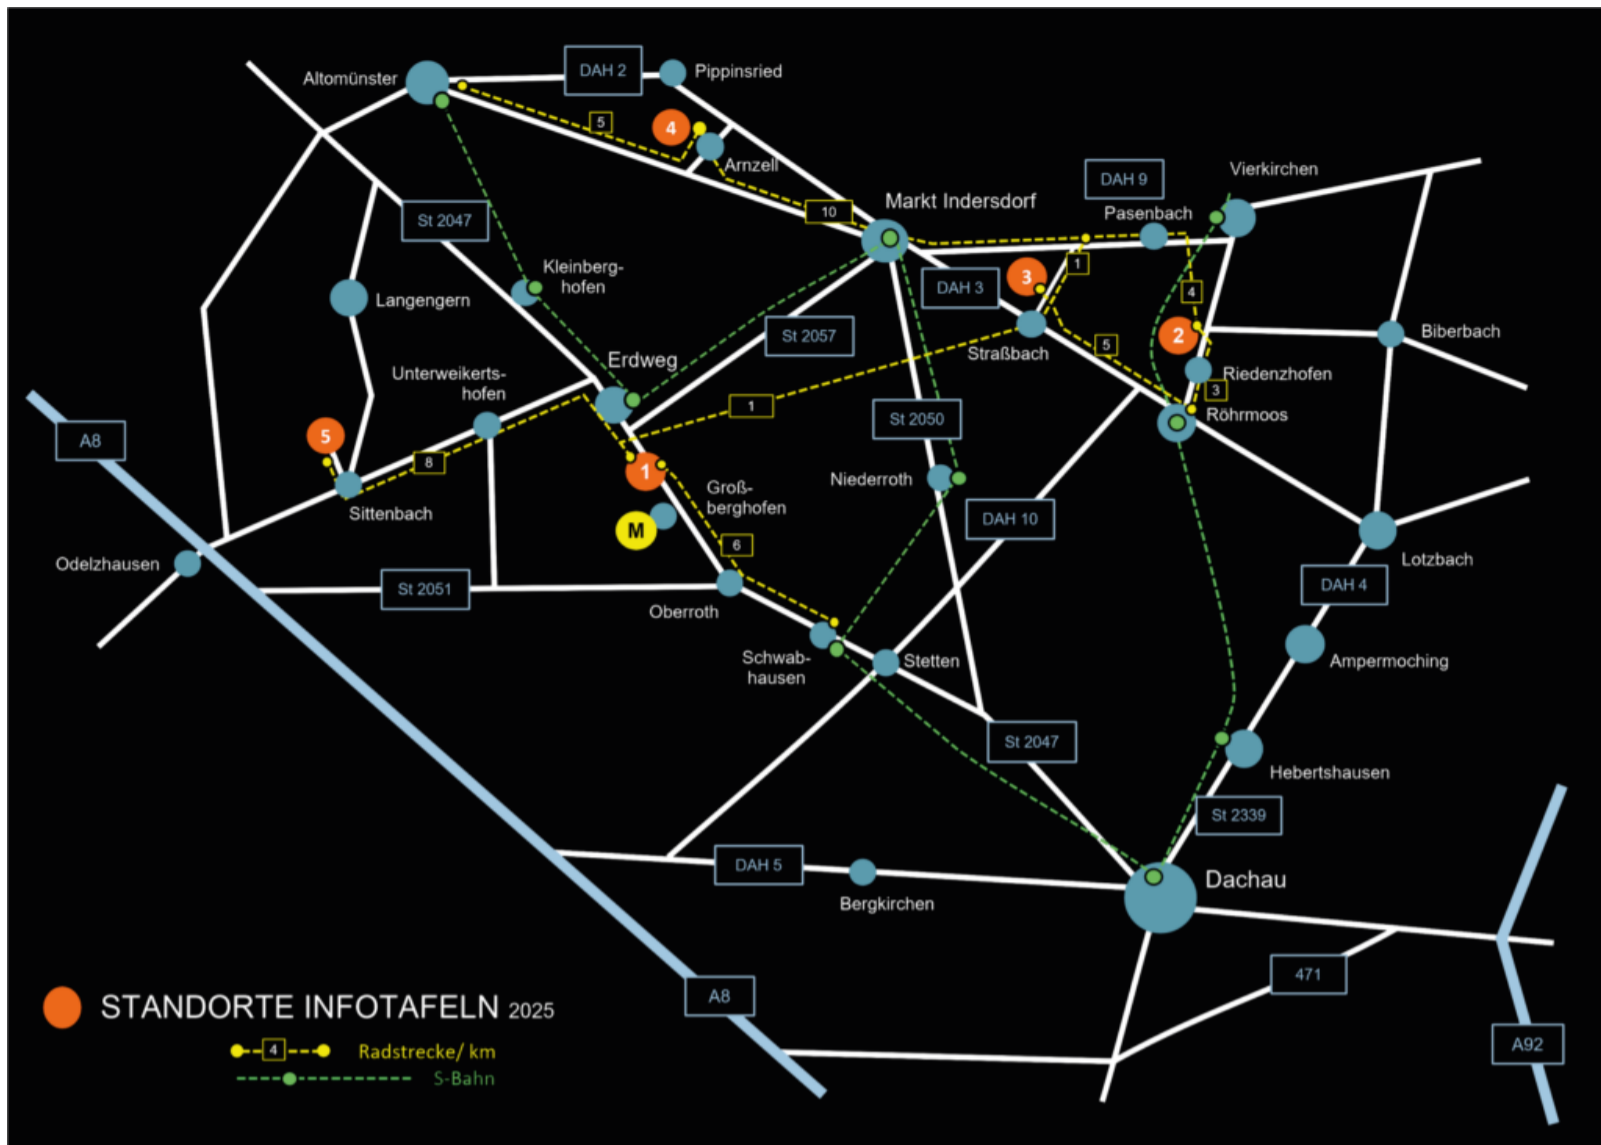 Altomünster
DAH 2
Pippinsried
5
4
Arnzell
DAH 9
Vierkirchen
St 2047
10
Markt Indersdorf
Pasenbach
Kleinberg-
hofen
1
3
DAH 3
4
Langengern
St 2057
2
Straßbach
5
Biberbach
Erdweg
Unterweikerts-
hofen
Riedenzhofen
3
1
St 2050
Röhrmoos
A8
5
8
1
Niederroth
Groß-
berghofen
Sittenbach
M
DAH 10
6
Odelzhausen
Lotzbach
St 2051
DAH 4
Oberroth
Schwab-
hausen
Stetten
Ampermoching
St 2047
Hebertshausen
St 2339
DAH 5
Dachau
Bergkirchen
471
A8
A92
STANDORTE INFOTAFELN 2025
4
Radstrecke/ km
S-Bahn